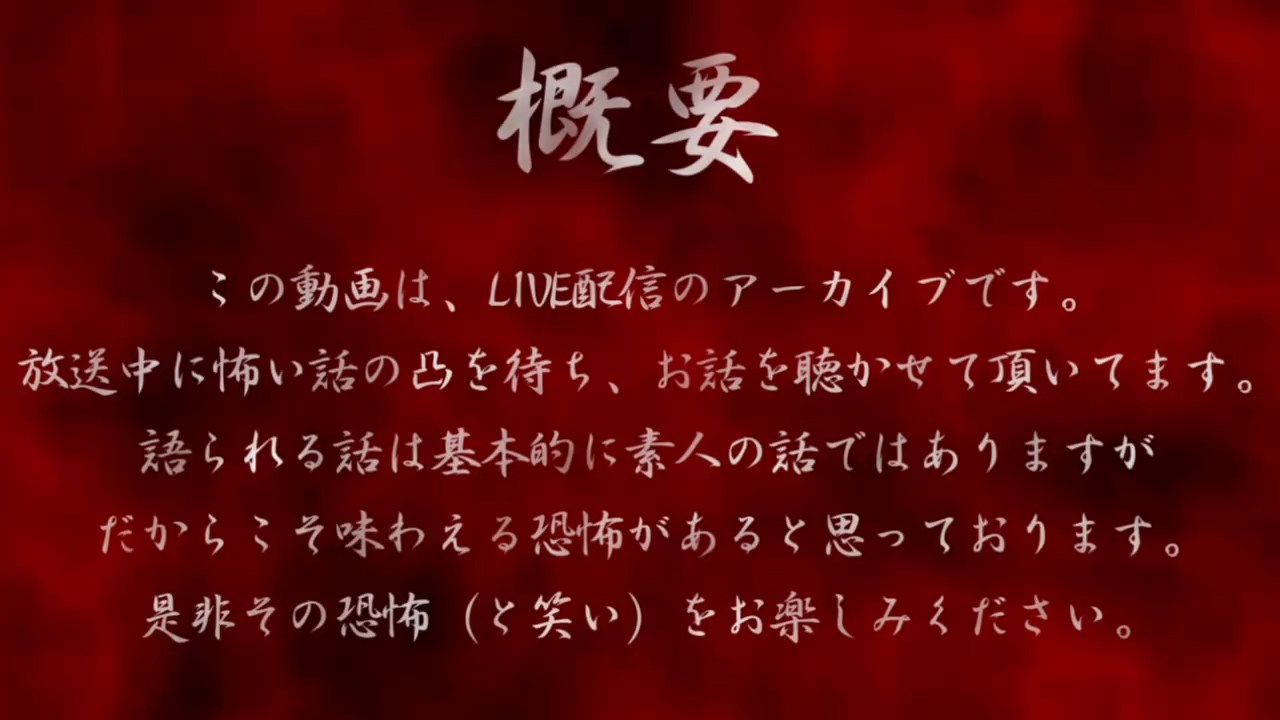 概要
この動画は、LIVE配信のアーカイブです。
放送中に怖い話の凸を待ち、お話を聴かせて頂いてます。
語られる話は基本的に素人の話ではありますが
だからこそ味わえる恐怖があると思っております。
是非その恐怖（と笑い）をお楽しみください。